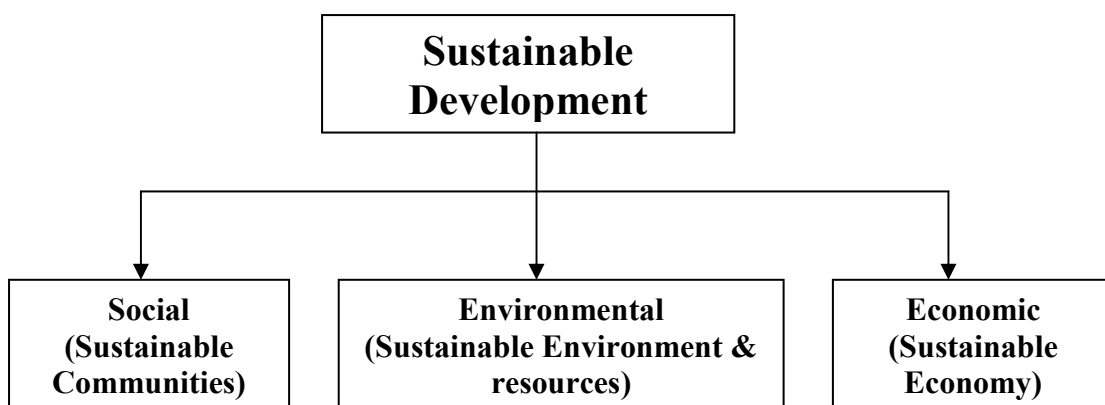 Sustainable
Development
Social
(Sustainable
Communities)
Environmental
(Sustainable Environment &
resources)
Economic
(Sustainable
Economy)